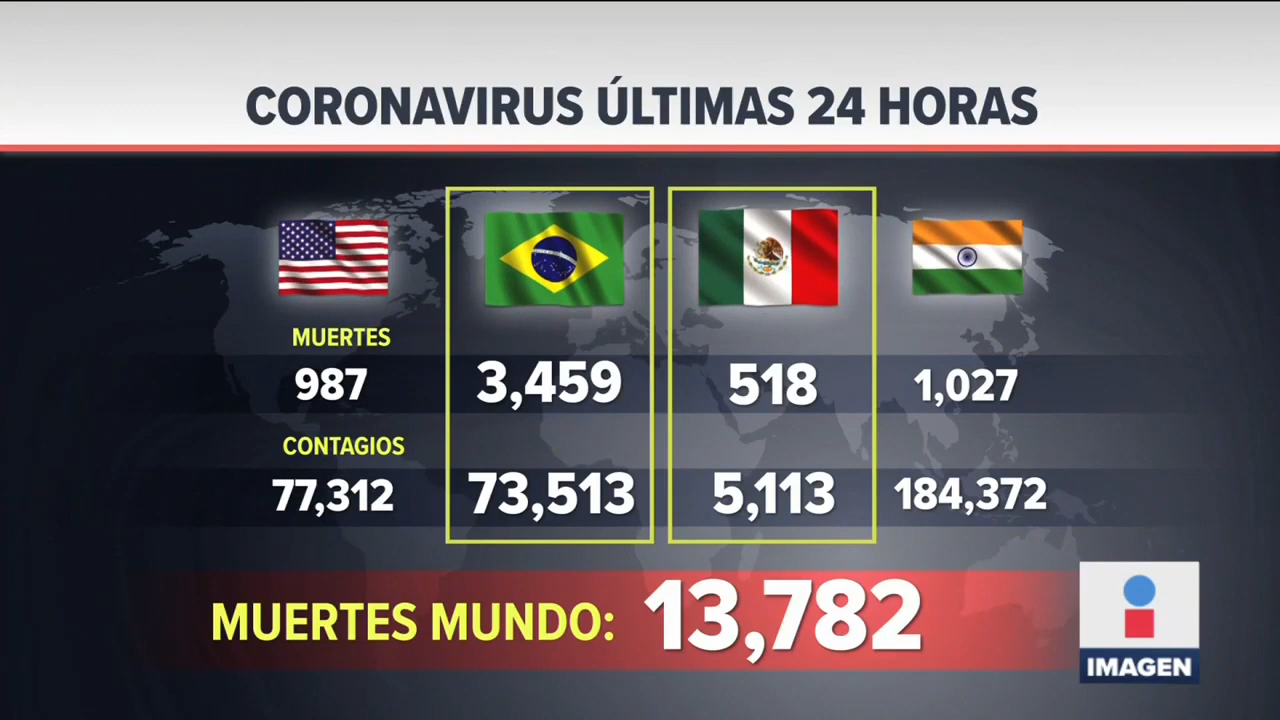 CORONAVIRUS ÚLTIMAS 24 HORAS
MUERTES
987 3,459 518 1,027
CONTAGIOS
77,312 73,513 5,113 184,372
MUERTES MUNDO: 13,782
IMAGEN